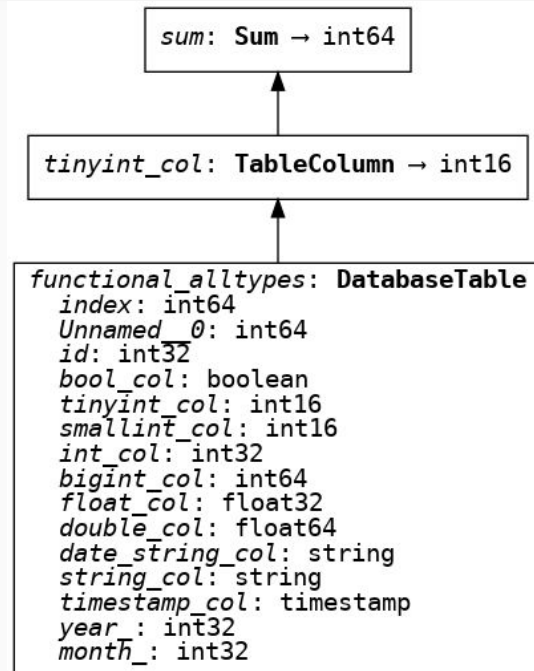 sum: Sum → int64
tinyint_col: TableColumn → int16
functional_alltypes: DatabaseTable
index: int64
Unnamed__0: int64
id: int32
bool_col: boolean
tinyint_col: int16
smallint_col: int16
int_col: int32
bigint_col: int64
float_col: float32
double_col: float64
date_string_col: string
string_col: string
timestamp_col: timestamp
year_: int32
month_: int32